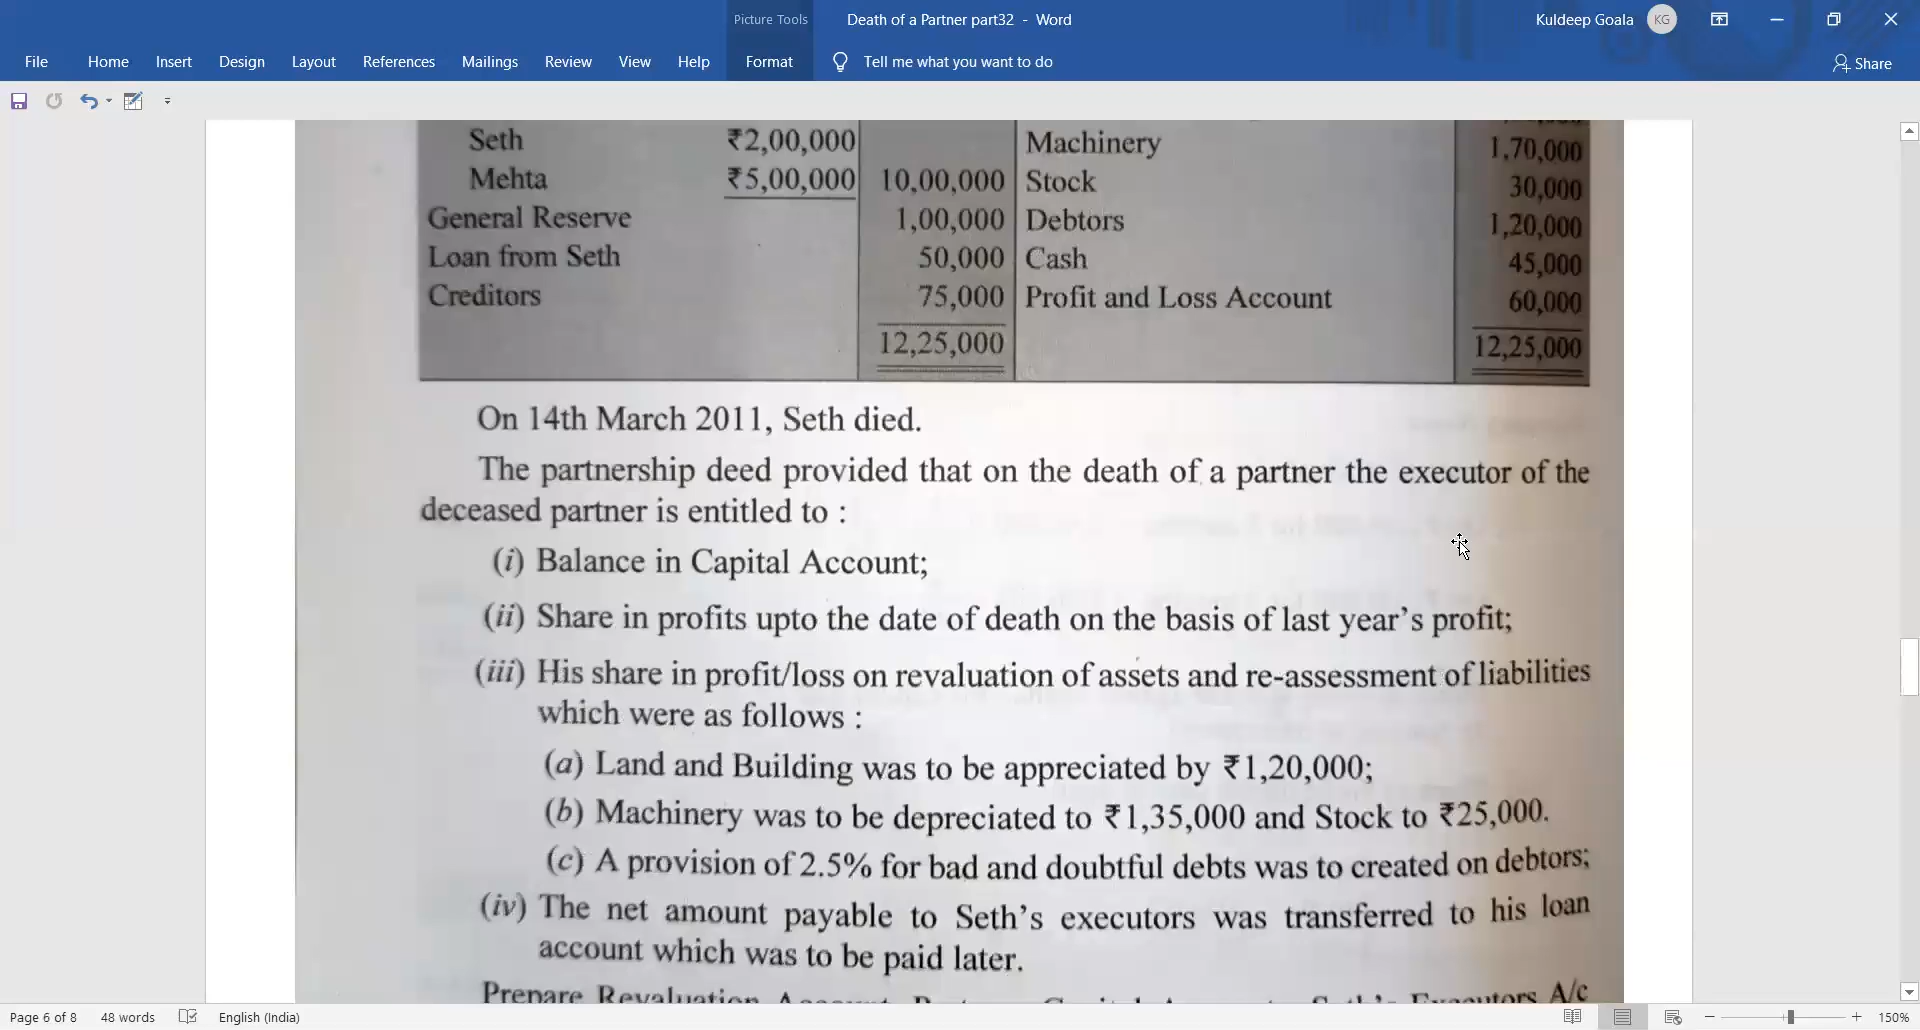 Picture Tools Death of a Partner part32 - Word Kuldeep Goala KG
File Home Insert Design Layout References Mailings Review View Help Format Tell me what you want to do Share
Seth ₹2,00,000 Machinery 1,70,000
Mehta ₹5,00,000 10,00,000 Stock 30,000
General Reserve 1,00,000 Debtors 1,20,000
Loan from Seth 50,000 Cash 45,000
Creditors 75,000 Profit and Loss Account 60,000
12,25,000 12,25,000
On 14th March 2011, Seth died.
The partnership deed provided that on the death of a partner the executor of the
deceased partner is entitled to :
(i) Balance in Capital Account;
(ii) Share in profits upto the date of death on the basis of last year's profit;
(iii) His share in profit/loss on revaluation of assets and re-assessment of liabilities
which were as follows :
(a) Land and Building was to be appreciated by ₹1,20,000;
(b) Machinery was to be depreciated to ₹1,35,000 and Stock to ₹25,000.
(c) A provision of 2.5% for bad and doubtful debts was to created on debtors;
(iv) The net amount payable to Seth's executors was transferred to his loan
account which was to be paid later.
Prepare Revaluation A/c
Page 6 of 8 48 words English (India) 150%